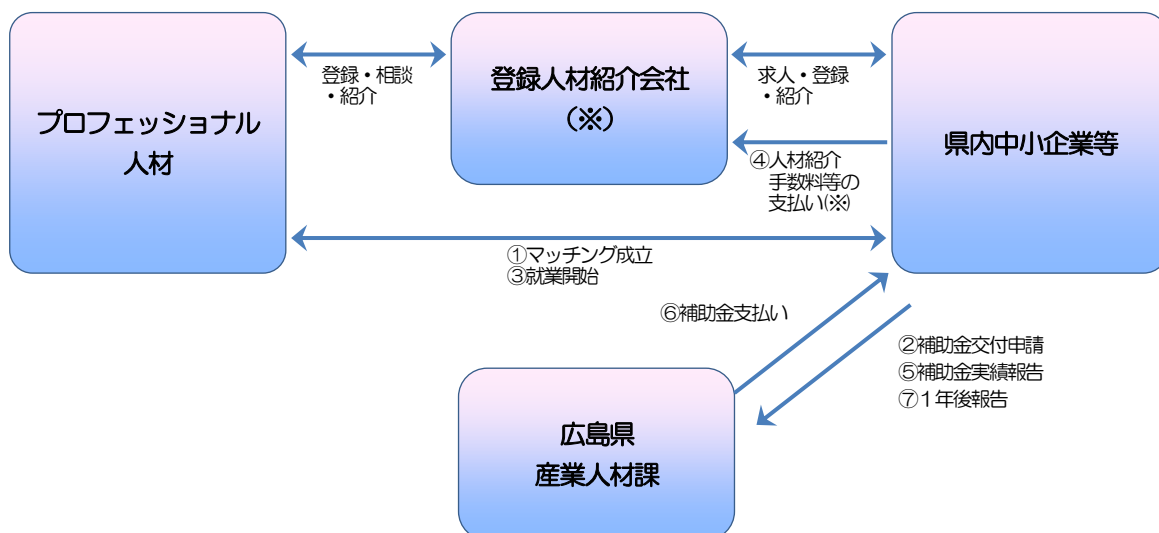 プロフェッショナル
人材
登録・相談
・紹介
登録人材紹介会社
(※)
求人・登録
・紹介
県内中小企業等
④人材紹介
手数料等の
支払い(※)
①マッチング成立
③就業開始
⑥補助金支払い
②補助金交付申請
⑤補助金実績報告
⑦１年後報告
広島県
産業人材課